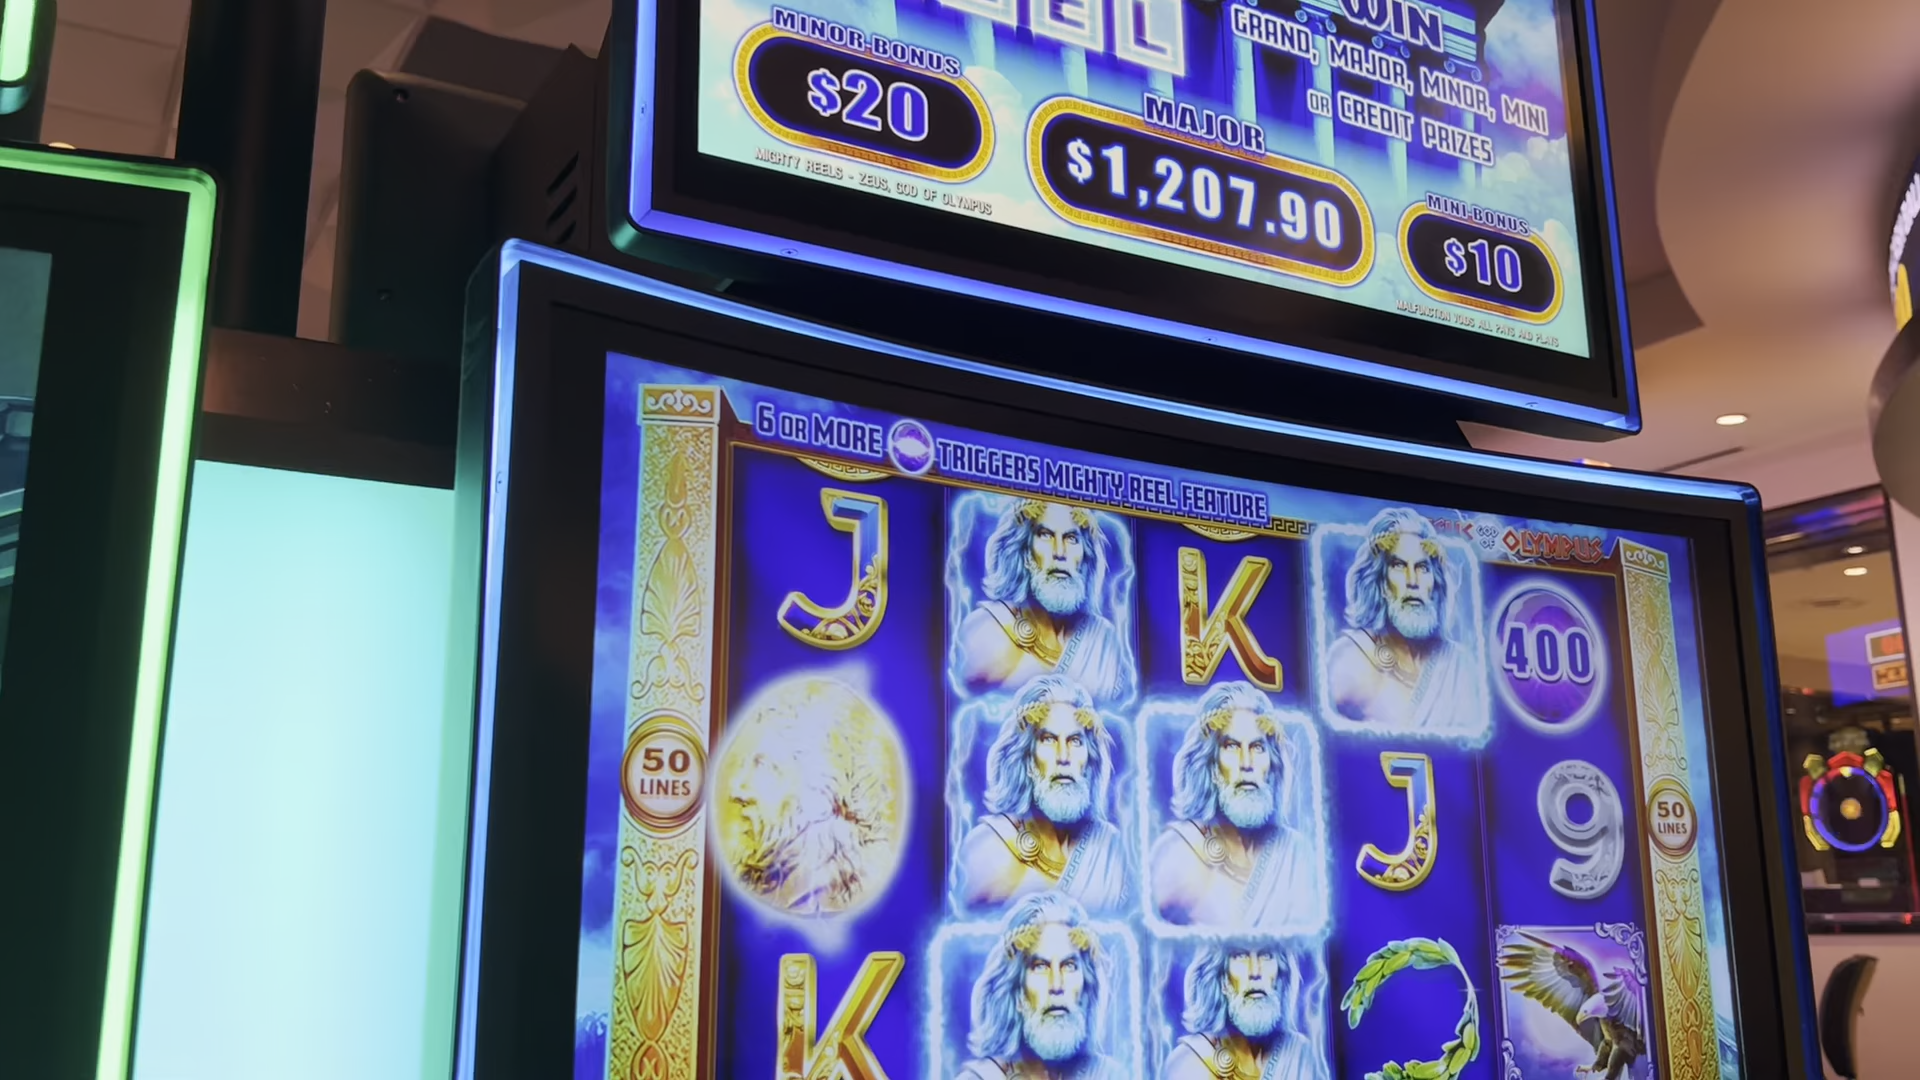 WIN
GRAND, MAJOR, MINOR, MINI
OR CREDIT PRIZES
MINOR BONUS
$20
MAJOR
$1,207.90
MINI BONUS
$10
MIGHTY REELS - ZEUS, GOD OF OLYMPUS
MALFUNCTION VOIDS ALL PAYS AND PLAYS
6 OR MORE TRIGGERS MIGHTY REEL FEATURE
GOD OF OLYMPUS
J
K
400
50
LINES
J
9
50
LINES
K